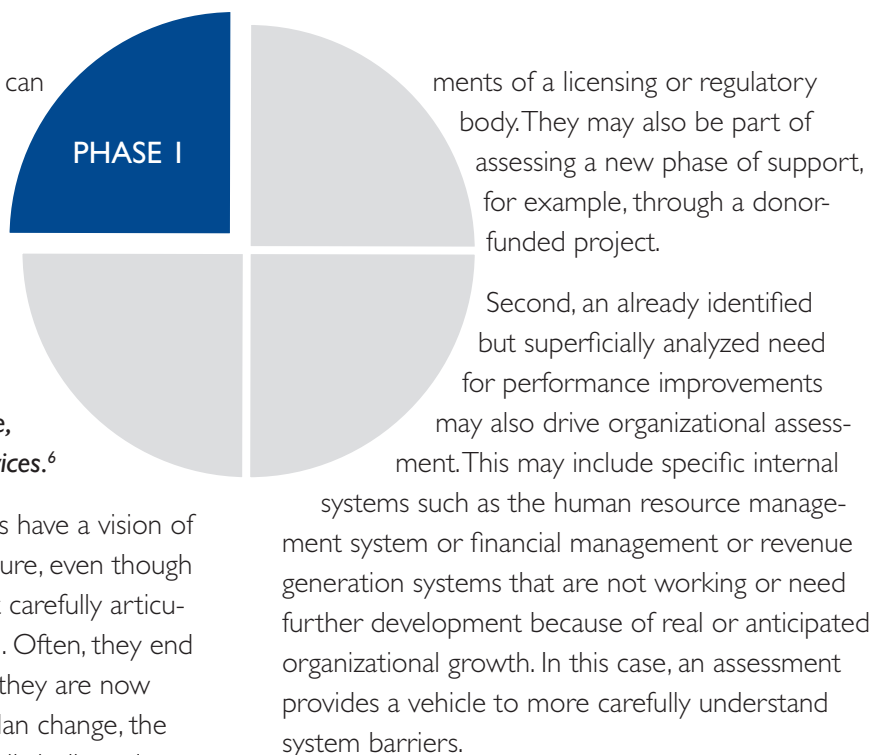 can
PHASE 1
e,
ices.6
s have a vision of
ure, even though
carefully articu-
. Often, they end
they are now
lan change, the
ments of a licensing or regulatory
body. They may also be part of
assessing a new phase of support,
for example, through a donor-
funded project.
Second, an already identified
but superficially analyzed need
for performance improvements
may also drive organizational assess-
ment. This may include specific internal
systems such as the human resource manage-
ment system or financial management or revenue
generation systems that are not working or need
further development because of real or anticipated
organizational growth. In this case, an assessment
provides a vehicle to more carefully understand
system barriers.